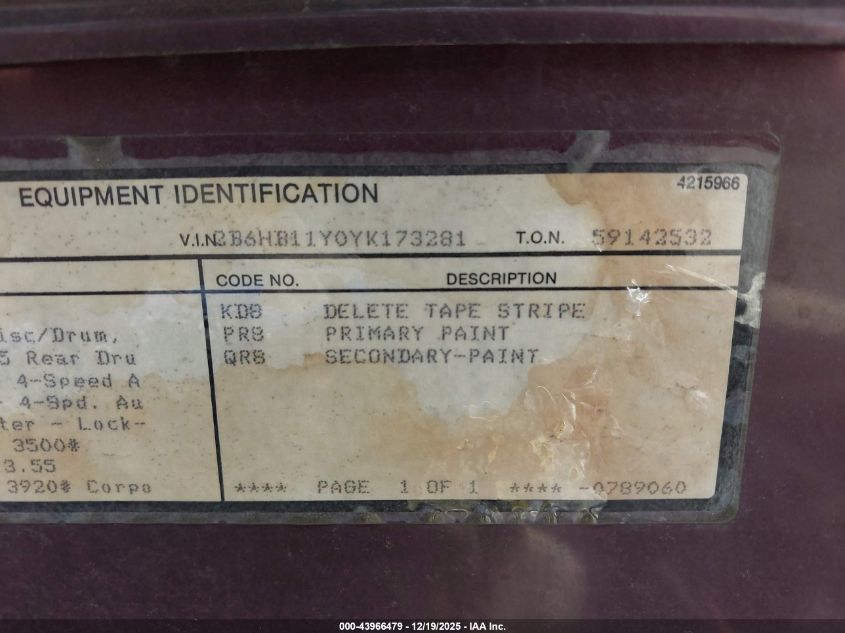 4215966
EQUIPMENT IDENTIFICATION
V.I.N. 2B6HB11Y0YK173281 T.O.N. 59142532
CODE NO. DESCRIPTION
KD8 DELETE TAPE STRIPE
isc/Drum, PR8 PRIMARY PAINT
5 Rear Dru QR8 SECONDARY-PAINT
4-Speed A
4-Spd. Au
ter - Lock-
3500#
3.55
3920# Corpo **** PAGE 1 OF 1 **** -0789060
000-43966479 - 12/19/2025 - IAA Inc.